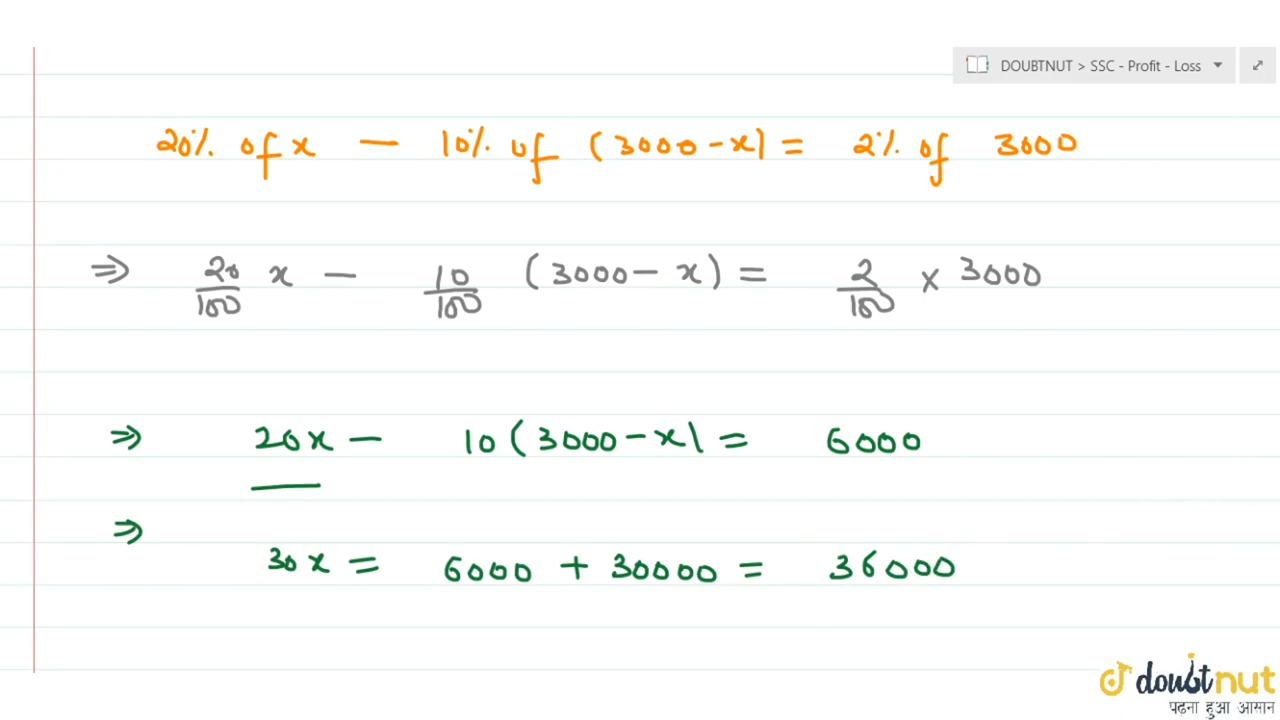 DOUBTNUT > SSC - Profit - Loss
20% of x — 10% of (3000 - x) = 2% of 3000
⇒ 20/100 x — 10/100 (3000 - x) = 2/100 × 3000
⇒ 20x — 10(3000 - x) = 6000
⇒
30x = 6000 + 30000 = 36000
doubtnut
पढ़ना हुआ आसान